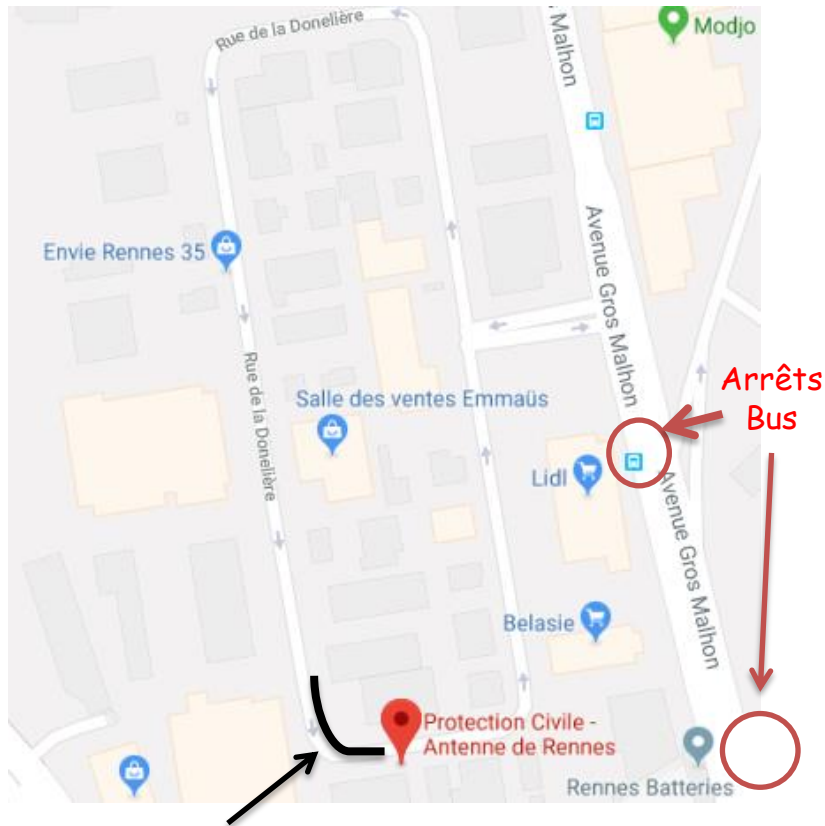 Rue de la Donelière
Malhon
Modjo
Envie Rennes 35
Avenue Gros Malhon
Rue de la Donelière
Salle des ventes Emmaüs
Arrêts
Bus
Lidl
Avenue Gros Malhon
Belasie
Protection Civile -
Antenne de Rennes
Rennes Batteries